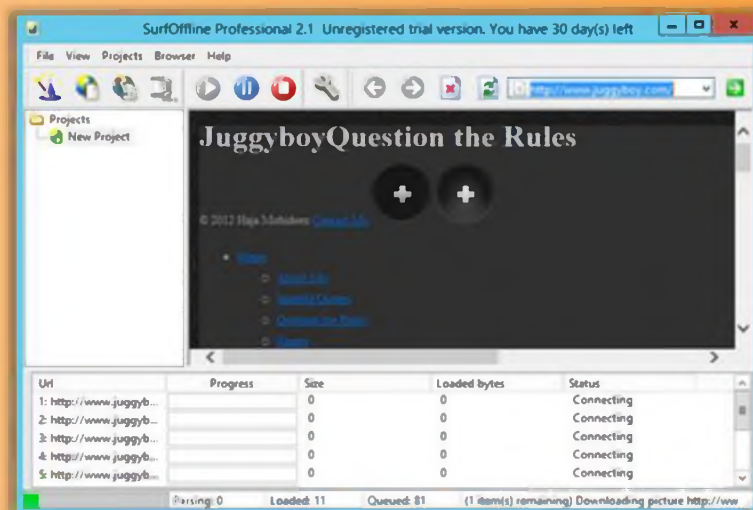 SurfOffline Professional 2.1 Unregistered trial version. You have 30 day(s) left
File View Projects Browser Help
http://www.juggyboy.com/
Projects
New Project
JuggyboyQuestion the Rules
© 2012 Haja Mohideen Contact Me
Home
About Me
Question the Rules
Url Progress Size Loaded bytes Status
1: http://www.juggyb... 0 0 Connecting
2: http://www.juggyb... 0 0 Connecting
3: http://www.juggyb... 0 0 Connecting
4: http://www.juggyb... 0 0 Connecting
5: http://www.juggyb... 0 0 Connecting
Parsing: 0 Loaded: 11 Queued: 81 (1 item(s) remaining) Downloading picture http://ww